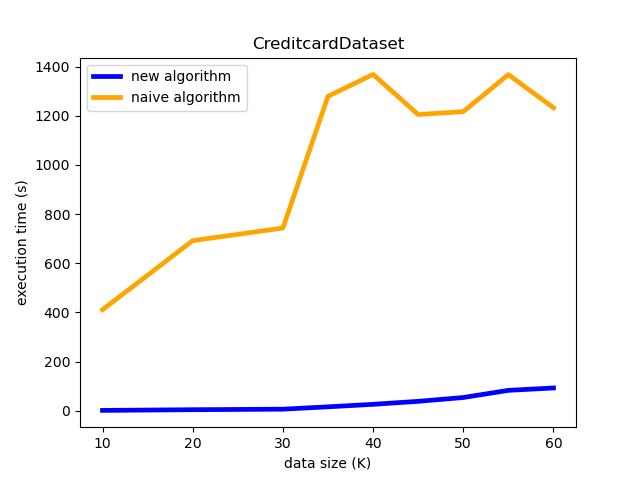 CreditcardDataset
new algorithm
naive algorithm
execution time (s)
1400
1200
1000
800
600
400
200
0
10 20 30 40 50 60
data size (K)